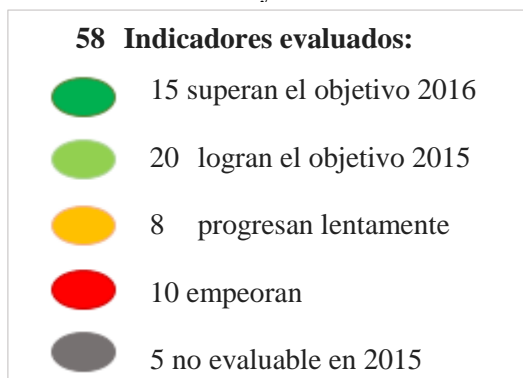 58 Indicadores evaluados:
15 superan el objetivo 2016
20 logran el objetivo 2015
8 progresan lentamente
10 empeoran
5 no evaluable en 2015